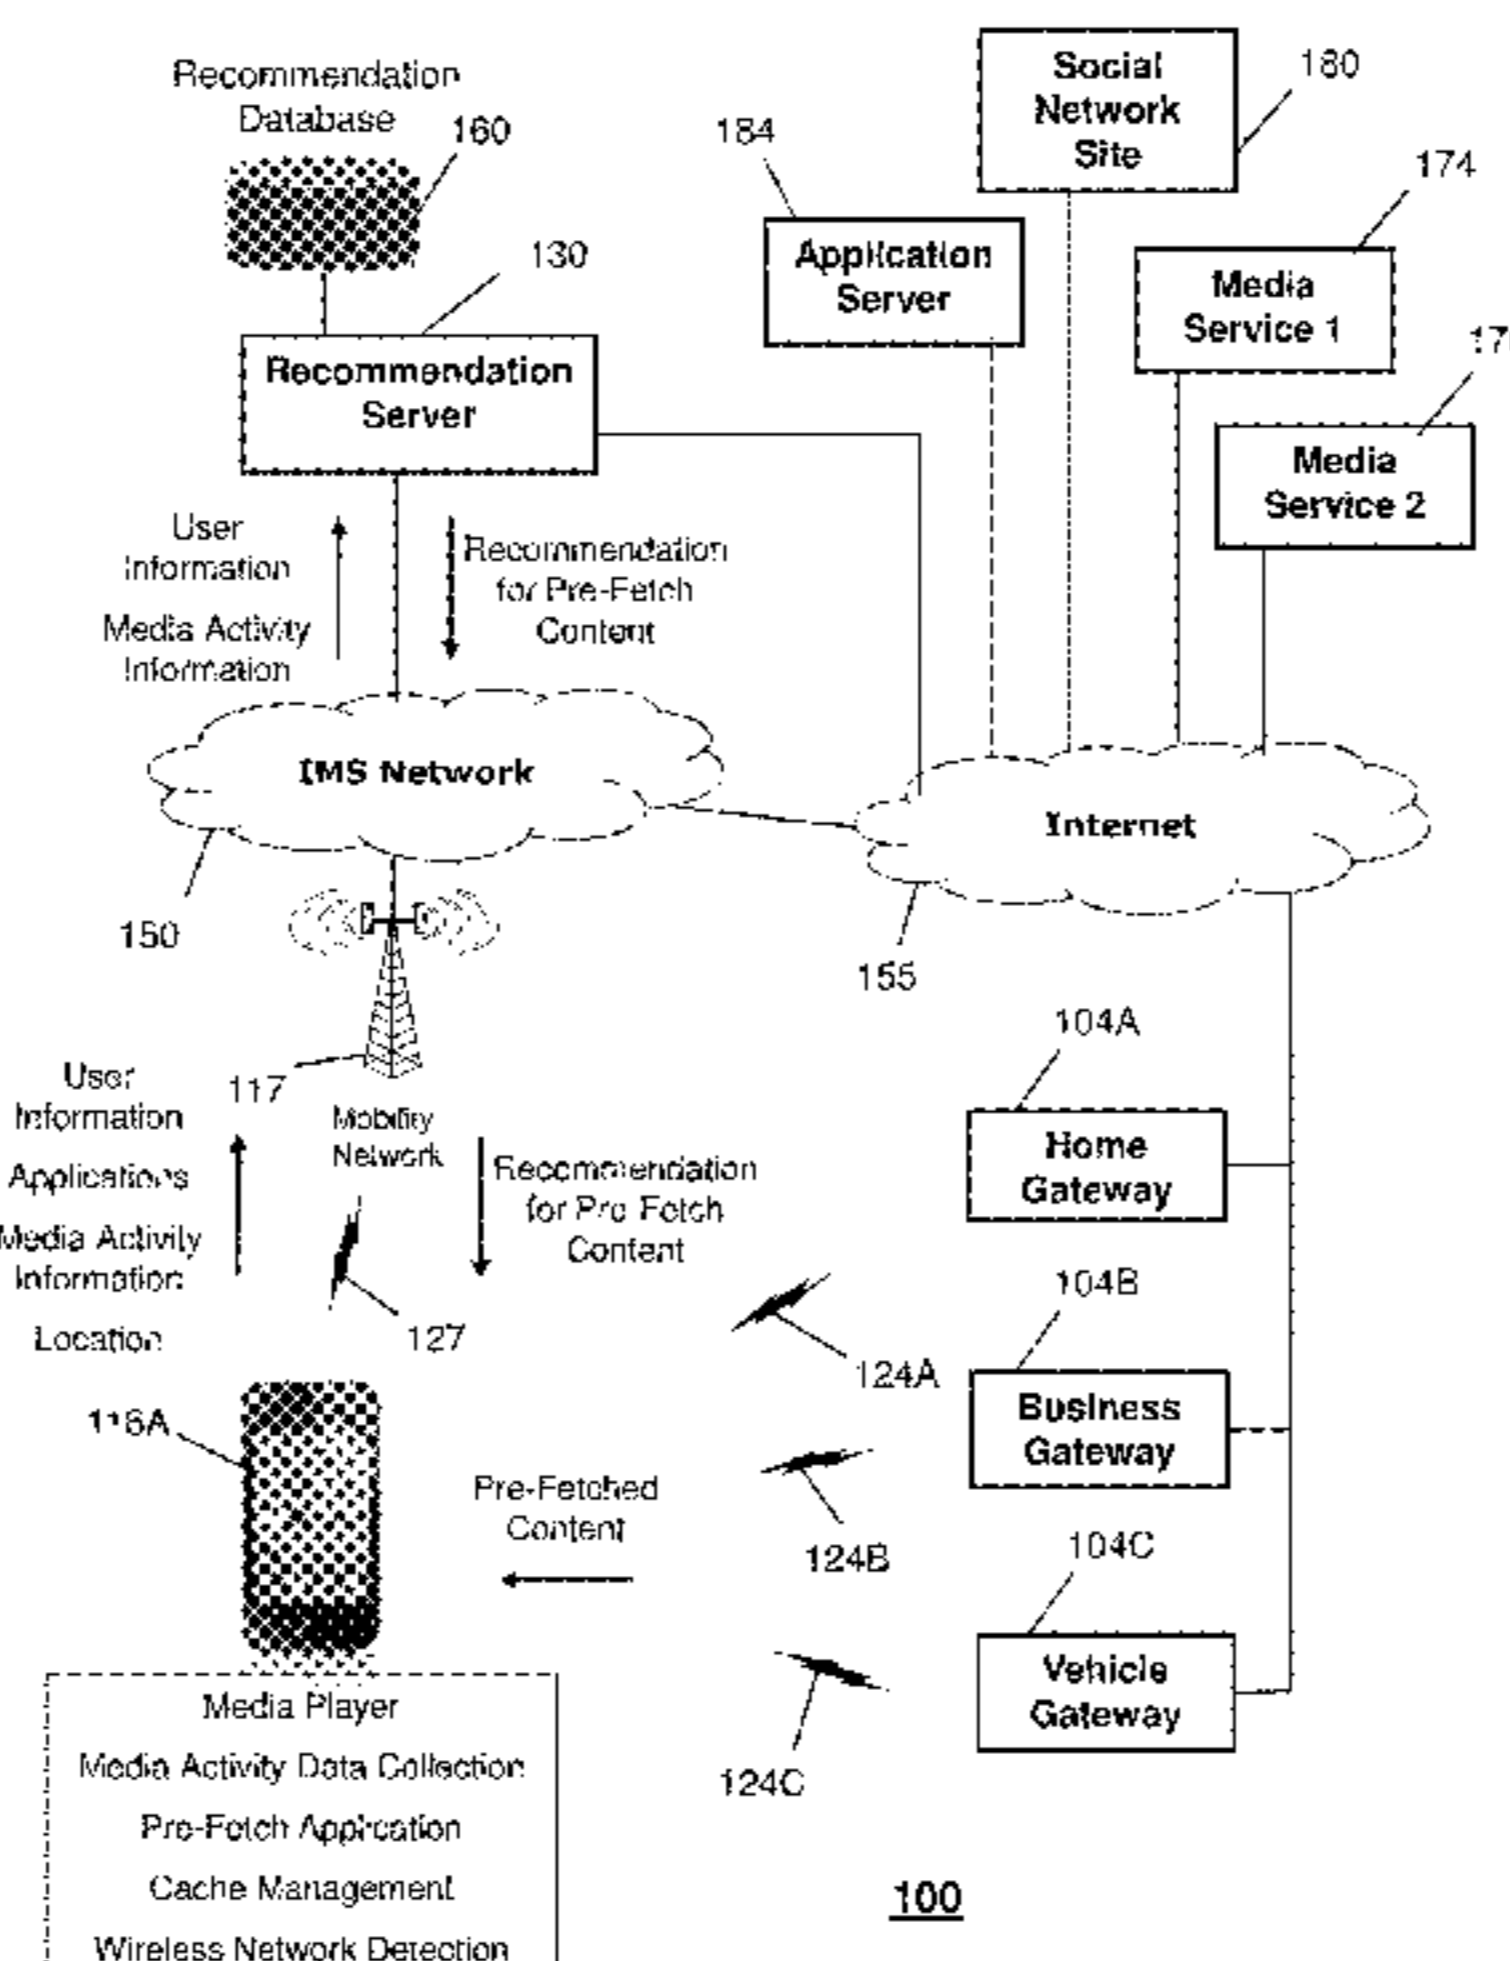 Recommendation
Database
160
130
Recommendation
Server
184
Application
Server
Social
Network
Site
180
174
Media
Service 1
Media
Service 2
User
Information
Media Activity
Information
Recommendation
for Pre-Fetch
Content
IMS Network
Internet
150
155
117
Mobility
Network
User
Information
Applications
Media Activity
Information
Location
Recommendation
for Pre-Fetch
Content
127
104A
Home
Gateway
104B
Business
Gateway
104C
Vehicle
Gateway
124A
124B
124C
116A
Pre-Fetched
Content
Media Player
Media Activity Data Collection
Pre-Fetch Application
Cache Management
Wireless Network Detection
100